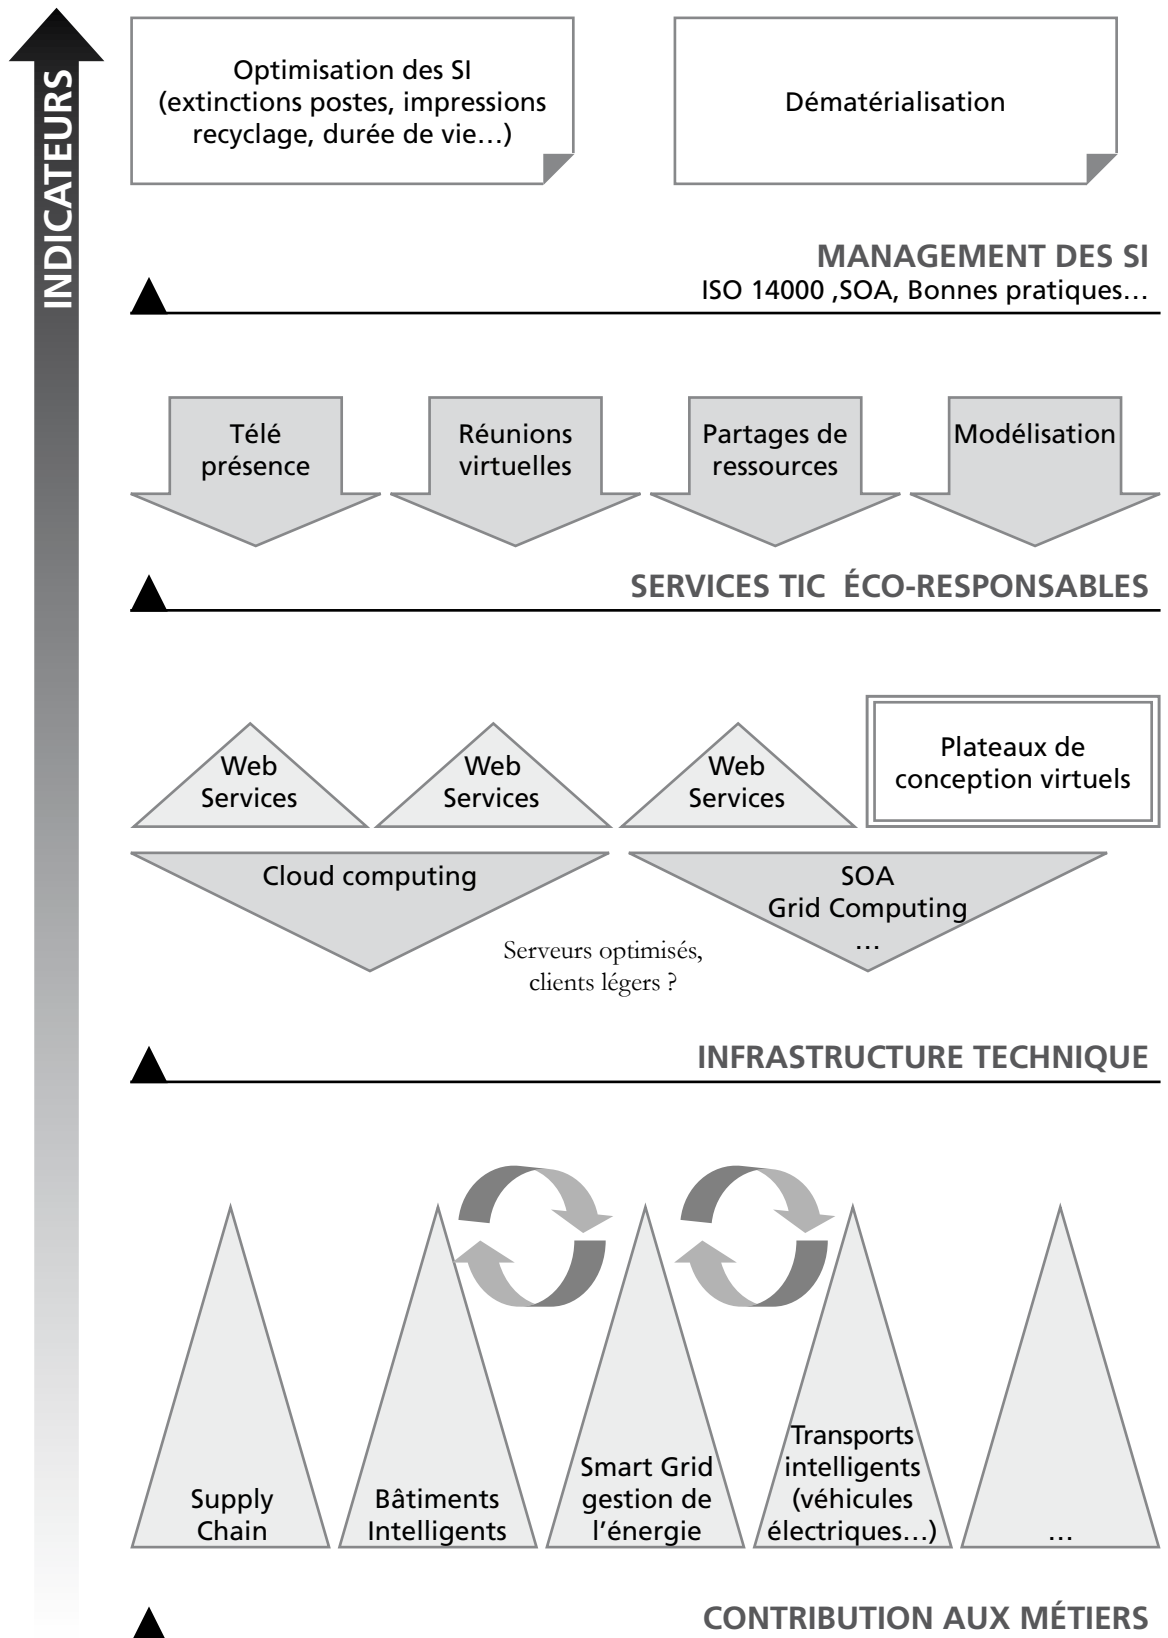 INDICATEURS
Optimisation des SI
(extinctions postes, impressions
recyclage, durée de vie…)
Dématérialisation
MANAGEMENT DES SI
ISO 14000 ,SOA, Bonnes pratiques…
Télé
présence
Réunions
virtuelles
Partages de
ressources
Modélisation
SERVICES TIC  ÉCO-RESPONSABLES
Web
Services
Web
Services
Web
Services
Plateaux de
conception virtuels
Cloud computing
SOA
Grid Computing
…
Serveurs optimisés,
clients légers ?
INFRASTRUCTURE TECHNIQUE
Supply
Chain
Bâtiments
Intelligents
Smart Grid
gestion de
l’énergie
Transports
intelligents
(véhicules
électriques…)
…
CONTRIBUTION AUX MÉTIERS